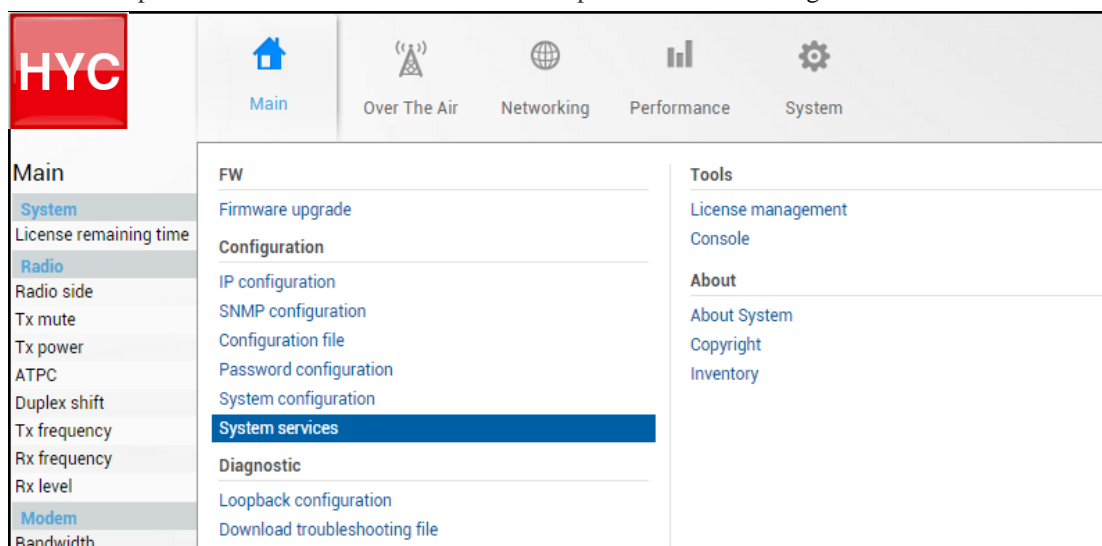 HYC
Main
Over The Air
Networking
Performance
System
Main
System
License remaining time
Radio
Radio side
Tx mute
Tx power
ATPC
Duplex shift
Tx frequency
Rx frequency
Rx level
Modem
Bandwidth
FW
Firmware upgrade
Configuration
IP configuration
SNMP configuration
Configuration file
Password configuration
System configuration
System services
Diagnostic
Loopback configuration
Download troubleshooting file
Tools
License management
Console
About
About System
Copyright
Inventory